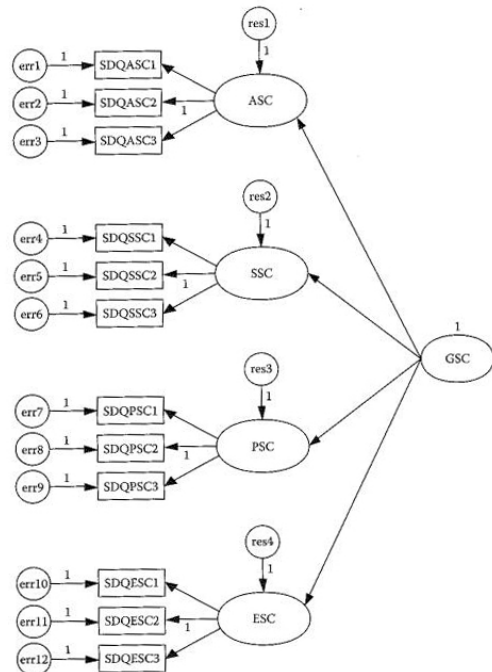 res1
1
err1 1 SDQASC1
err2 1 SDQASC2 1 ASC
err3 1 SDQASC3
res2
1
err4 1 SDQSSC1
err5 1 SDQSSC2 1 SSC
err6 1 SDQSSC3
1
GSC
res3
1
err7 1 SDQPSC1
err8 1 SDQPSC2 1 PSC
err9 1 SDQPSC3
res4
1
err10 1 SDQESC1
err11 1 SDQESC2 1 ESC
err12 1 SDQESC3